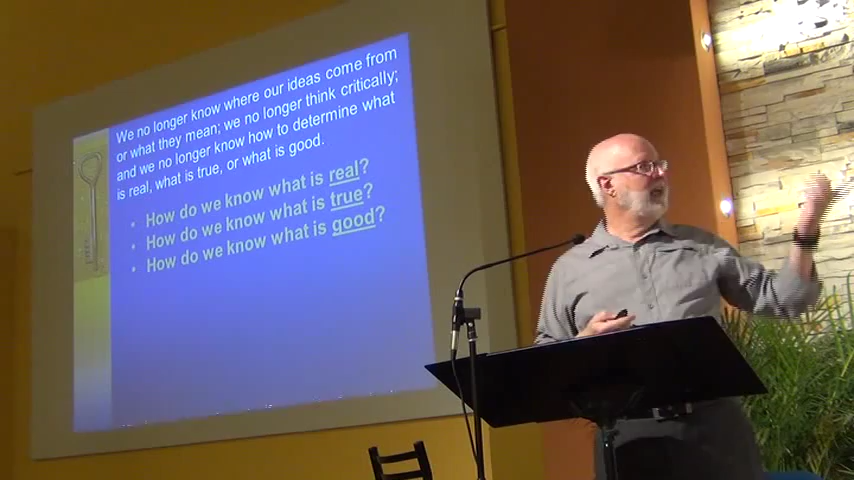 We no longer know where our ideas come from
or what they mean; we no longer think critically;
and we no longer know how to determine what
is real, what is true, or what is good.
• How do we know what is real?
• How do we know what is true?
• How do we know what is good?